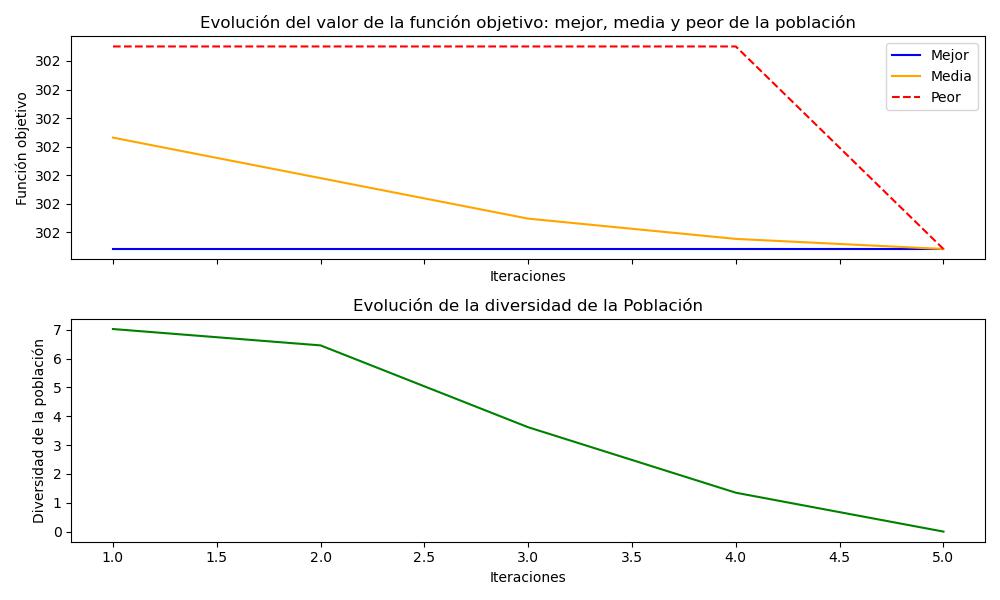 Evolución del valor de la función objetivo: mejor, media y peor de la población
Función objetivo
302
302
302
302
302
302
302
Mejor
Media
Peor
Iteraciones
Evolución de la diversidad de la Población
Diversidad de la población
7
6
5
4
3
2
1
0
1.0 1.5 2.0 2.5 3.0 3.5 4.0 4.5 5.0
Iteraciones